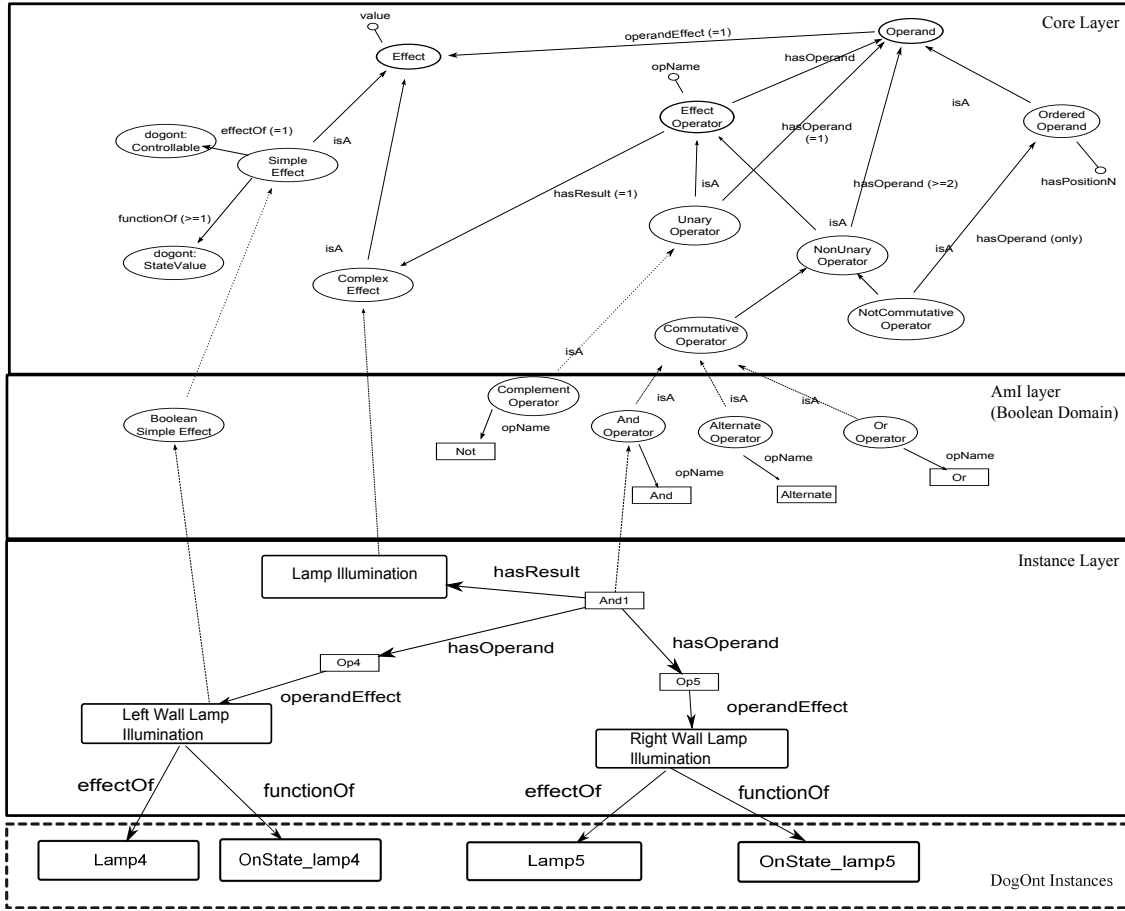 value
Core Layer
operandEffect (=1)
Operand
Effect
hasOperand
opName
isA
Effect
Operator
Ordered
Operand
dogont:
Controllable
effectOf (=1)
isA
hasOperand
(=1)
Simple
Effect
isA
hasResult (=1)
hasOperand (>=2)
hasPositionN
functionOf (>=1)
Unary
Operator
isA
hasOperand (only)
dogont:
StateValue
isA
NonUnary
Operator
isA
Complex
Effect
NotCommutative
Operator
Commutative
Operator
isA
Complement
Operator
AmI layer
(Boolean Domain)
isA
isA
isA
Boolean
Simple Effect
opName
And
Operator
Alternate
Operator
Or
Operator
Not
opName
opName
opName
And
Alternate
Or
Instance Layer
Lamp Illumination
hasResult
And1
hasOperand
hasOperand
Op4
Op5
operandEffect
operandEffect
Left Wall Lamp
Illumination
Right Wall Lamp
Illumination
effectOf
functionOf
effectOf
functionOf
Lamp4
OnState_lamp4
Lamp5
OnState_lamp5
DogOnt Instances